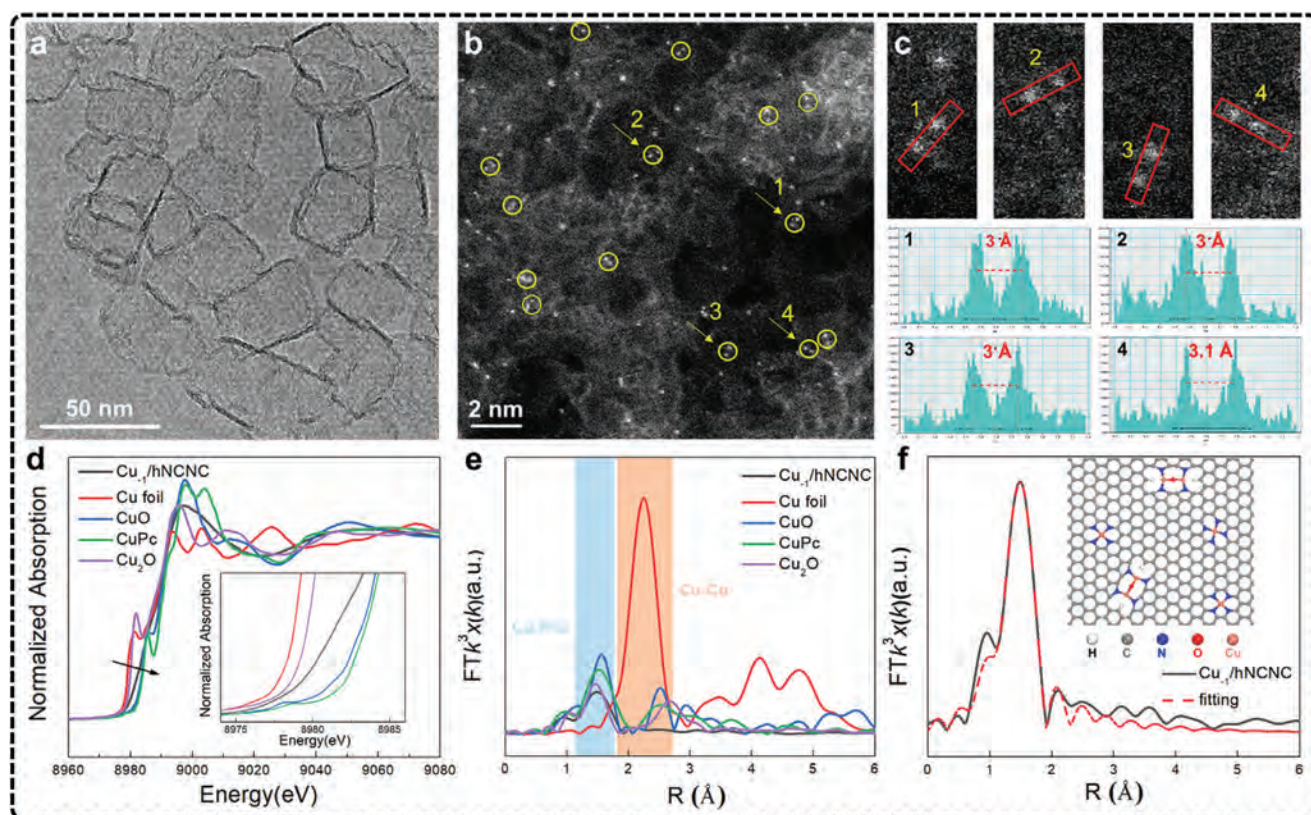 a
50 nm
b
1
2
3
4
2 nm
c
1
2
3
4
1
3 Å
2
3 Å
3
3 Å
4
3.1 Å
d
Normalized Absorption
Cu-1/hNCNC
Cu foil
CuO
CuPc
Cu2O
Normalized Absorption
8975 8980 8985
Energy(eV)
8960 8980 9000 9020 9040 9060 9080
Energy(eV)
e
FTk³x(k)(a.u.)
Cu-1/hNCNC
Cu foil
CuO
CuPc
Cu2O
Cu-Cu
0 1 2 3 4 5 6
R (Å)
f
FTk³x(k)(a.u.)
H C N O Cu
Cu-1/hNCNC
fitting
0 1 2 3 4 5 6
R (Å)